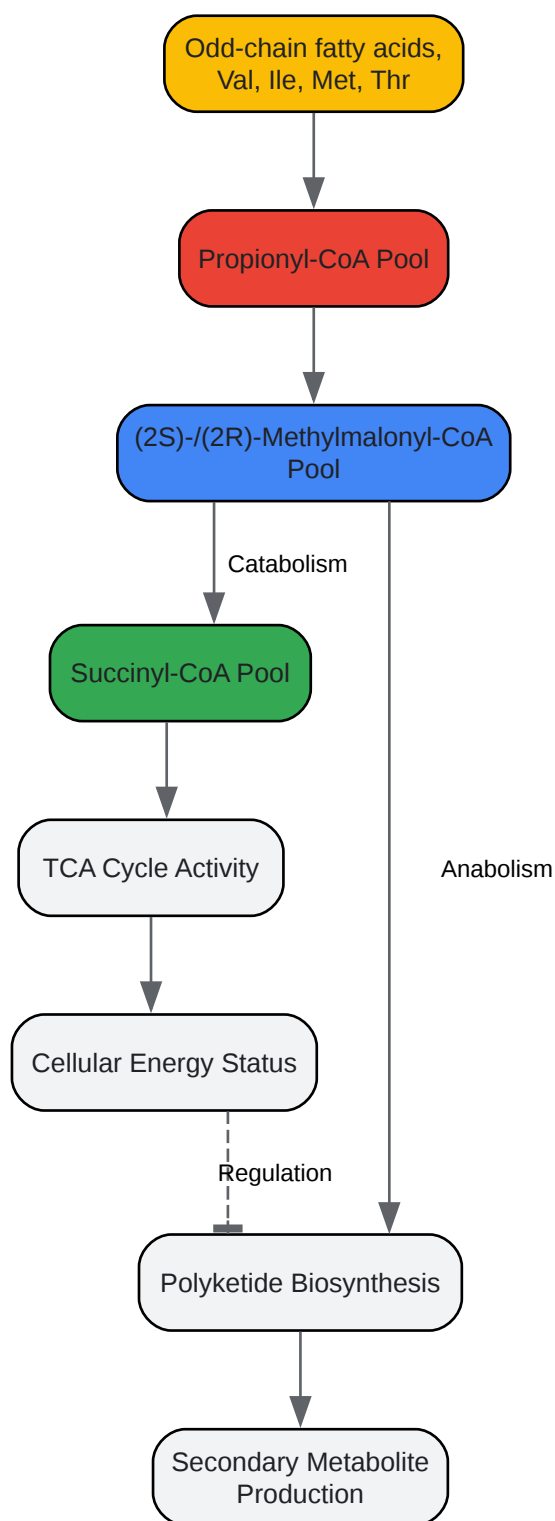 Odd-chain fatty acids,
Val, Ile, Met, Thr
Propionyl-CoA Pool
(2S)-/(2R)-Methylmalonyl-CoA
Pool
Catabolism
Succinyl-CoA Pool
TCA Cycle Activity
Anabolism
Cellular Energy Status
Regulation
Polyketide Biosynthesis
Secondary Metabolite
Production